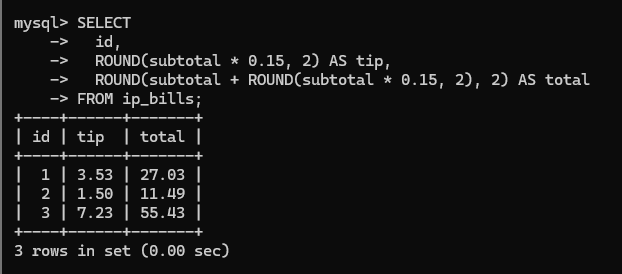 mysql> SELECT
    ->   id,
    ->   ROUND(subtotal * 0.15, 2) AS tip,
    ->   ROUND(subtotal + ROUND(subtotal * 0.15, 2), 2) AS total
    -> FROM ip_bills;
+----+------+-------+
| id | tip  | total |
+----+------+-------+
|  1 | 3.53 | 27.03 |
|  2 | 1.50 | 11.49 |
|  3 | 7.23 | 55.43 |
+----+------+-------+
3 rows in set (0.00 sec)